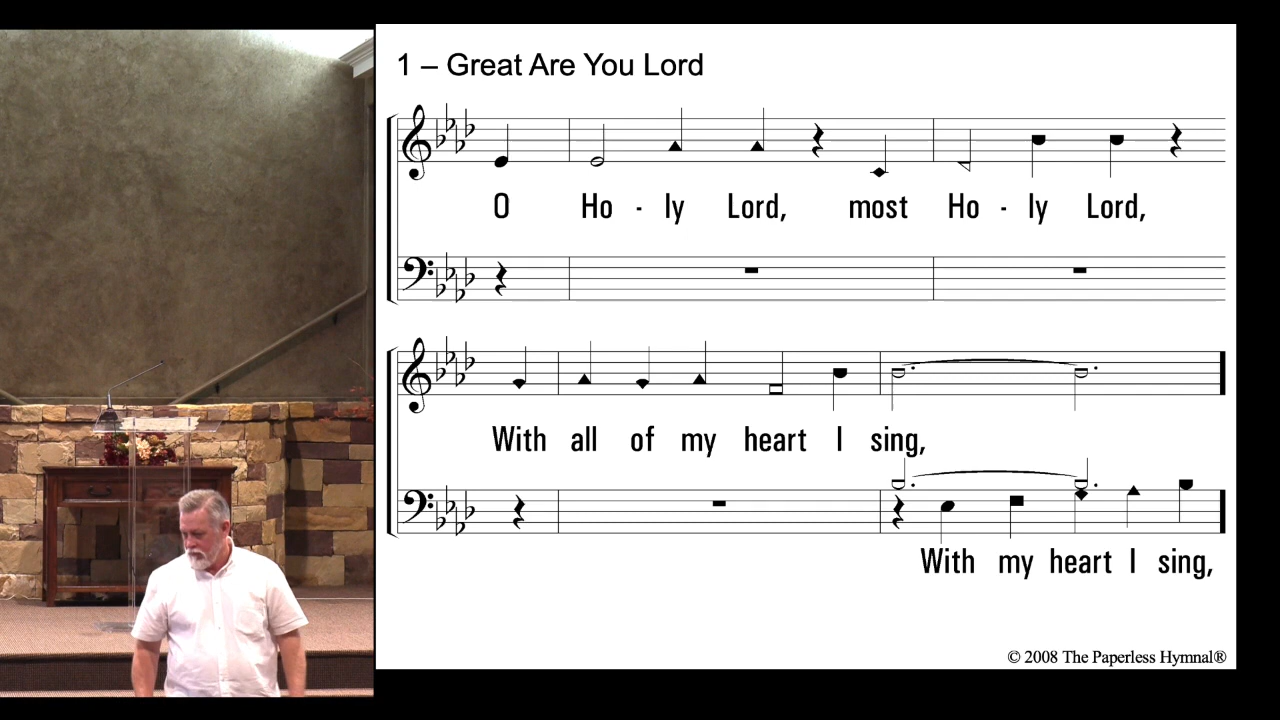 1 – Great Are You Lord
O Ho - ly Lord, most Ho - ly Lord,
With all of my heart I sing,
With my heart I sing,
© 2008 The Paperless Hymnal®